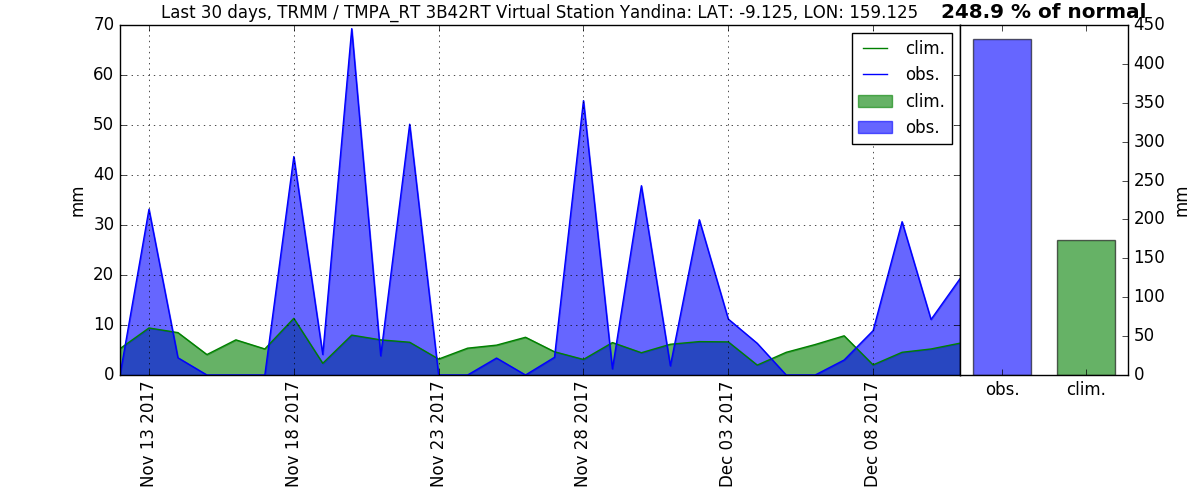 Last 30 days, TRMM / TMPA_RT 3B42RT Virtual Station Yandina: LAT: -9.125, LON: 159.125
248.9 % of normal
70
60
50
40
30
20
10
0
mm
clim.
obs.
clim.
obs.
450
400
350
300
250
200
150
100
50
0
mm
Nov 13 2017
Nov 18 2017
Nov 23 2017
Nov 28 2017
Dec 03 2017
Dec 08 2017
obs.
clim.